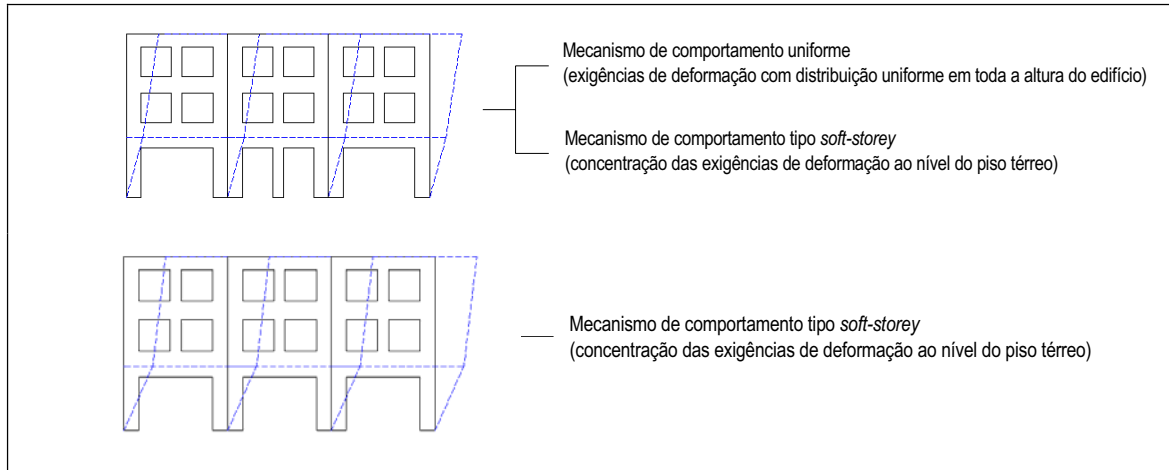 Mecanismo de comportamento uniforme
(exigências de deformação com distribuição uniforme em toda a altura do edifício)
Mecanismo de comportamento tipo soft-storey
(concentração das exigências de deformação ao nível do piso térreo)
Mecanismo de comportamento tipo soft-storey
(concentração das exigências de deformação ao nível do piso térreo)